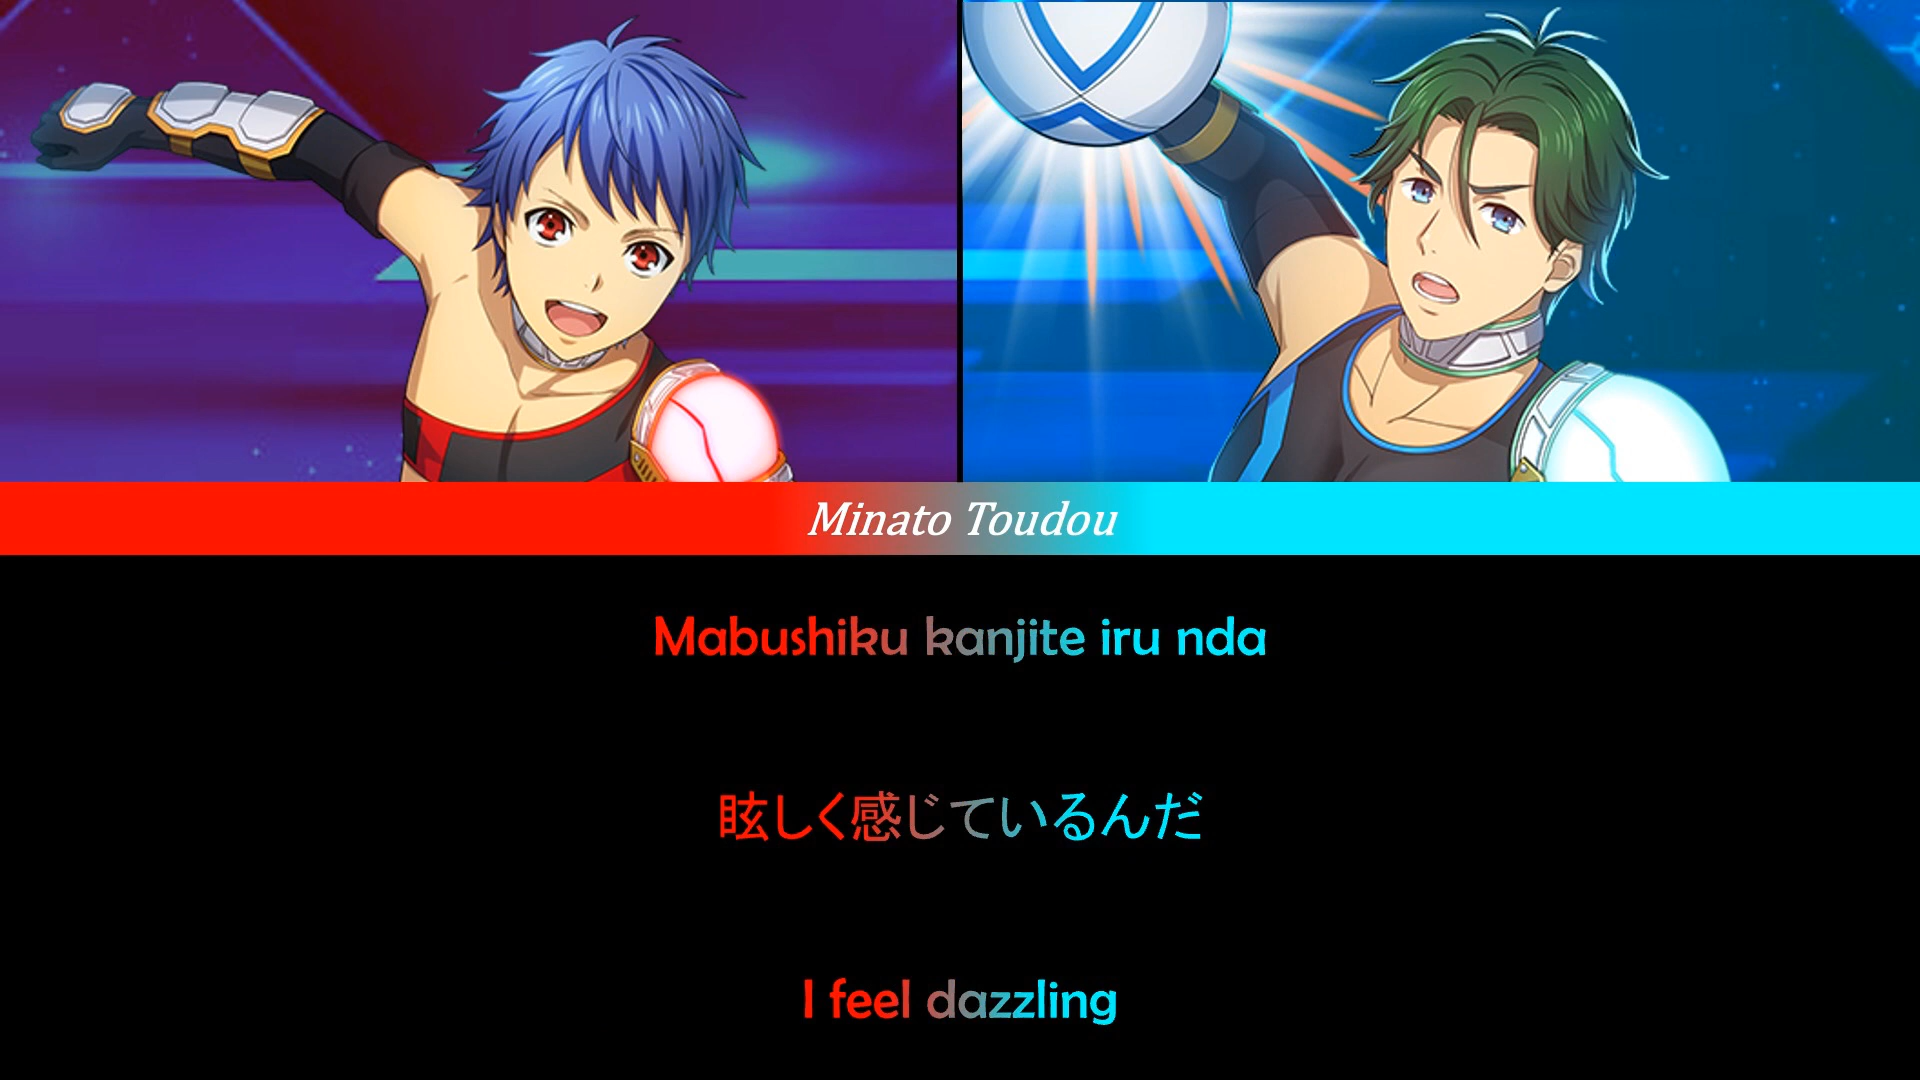 Minato Toudou
Mabushiku kanjite iru nda
眩しく感じているんだ
I feel dazzling